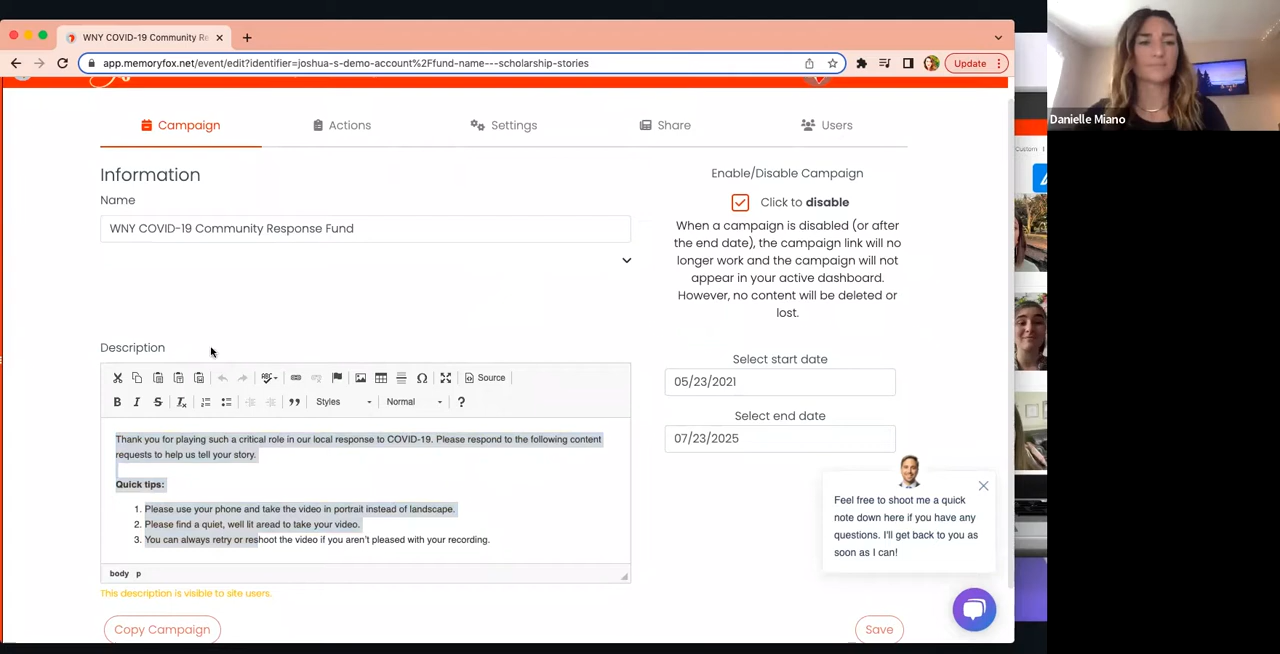 WNY COVID-19 Community Re
app.memoryfox.net/event/edit?identifier=joshua-s-demo-account%2Ffund-name---scholarship-stories
Update
Danielle Miano
Campaign
Actions
Settings
Share
Users
Custom
Information
Name
WNY COVID-19 Community Response Fund
Enable/Disable Campaign
Click to disable
When a campaign is disabled (or after
the end date), the campaign link will no
longer work and the campaign will not
appear in your active dashboard.
However, no content will be deleted or
lost.
Description
Source
Styles
Normal
Thank you for playing such a critical role in our local response to COVID-19. Please respond to the following content
requests to help us tell your story.
Quick tips:
1. Please use your phone and take the video in portrait instead of landscape.
2. Please find a quiet, well lit aread to take your video.
3. You can always retry or reshoot the video if you aren't pleased with your recording.
body p
This description is visible to site users.
Select start date
05/23/2021
Select end date
07/23/2025
Feel free to shoot me a quick
note down here if you have any
questions. I'll get back to you as
soon as I can!
Copy Campaign
Save